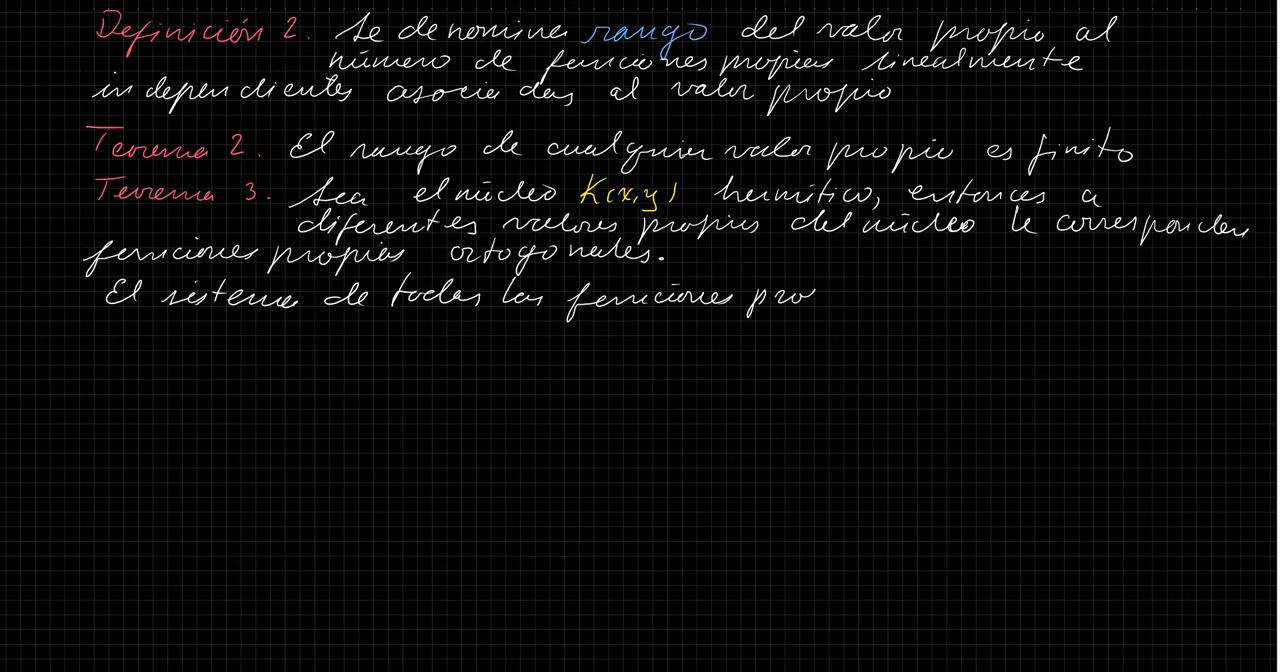 Definición 2. Se denomina rango del valor propio al
número de funciones propias linealmente
independientes asociadas al valor propio
Teorema 2. El rango de cualquier valor propio es finito
Teorema 3. Sea el núcleo K(x,y) hermítico, entonces a
diferentes valores propios del núcleo le corresponden
funciones propias ortogonales.
El sistema de todas las funciones pro